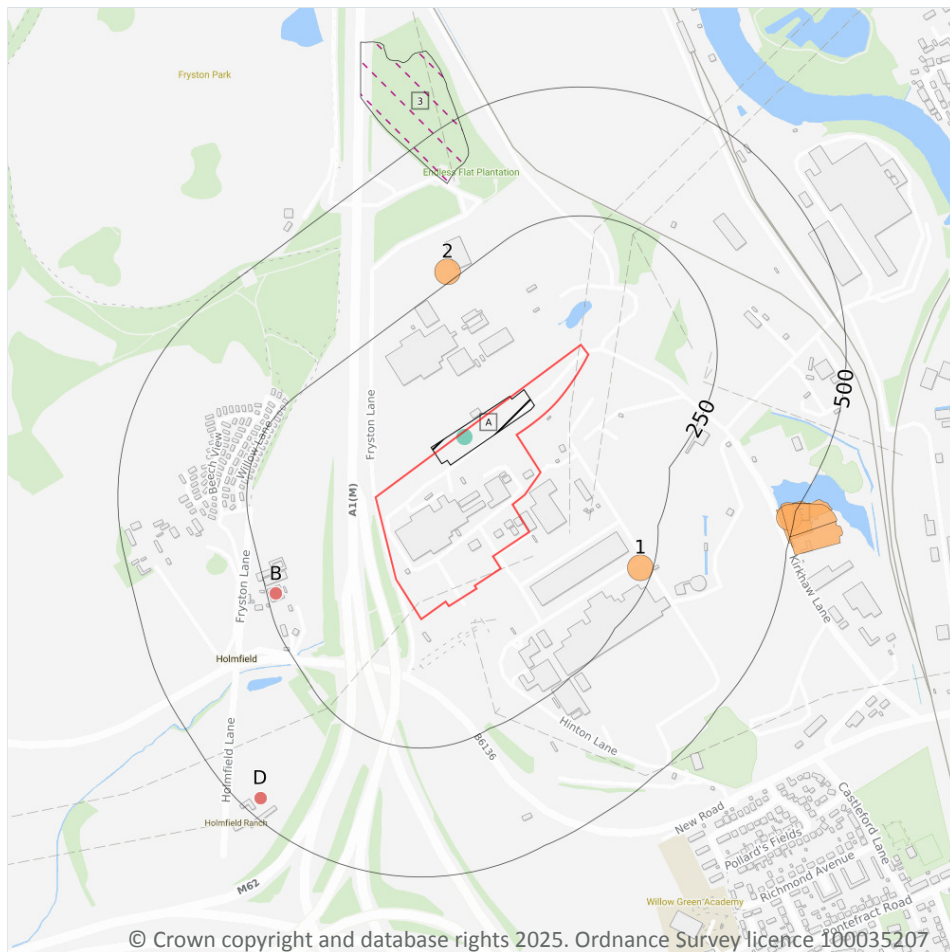 Fryston Park
3
Endless Flat Plantation
2
500
250
Fryston Lane
A
Beech View
Willow Lane
A1(M)
1
B
Fryston Lane
Kirkhaw Lane
Holmfield
Hinton Lane
B6136
Holmfield Lane
D
Holmfield Ranch
New Road
Castleford Lane
Pollard's Fields
Richmond Avenue
M62
Willow Green Academy
Pontefract Road
© Crown copyright and database rights 2025. Ordnance Survey licence 100035207